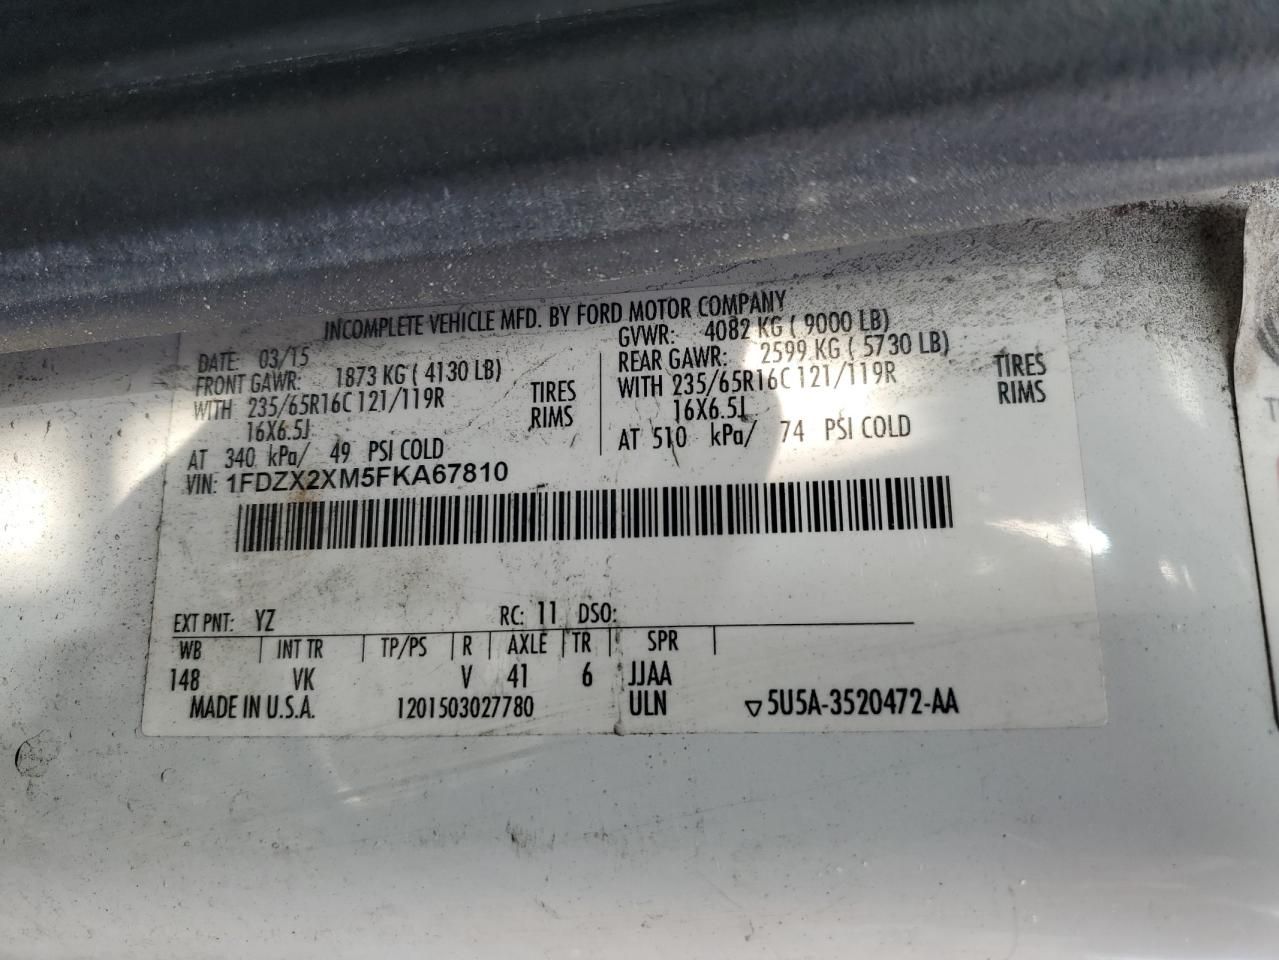 INCOMPLETE VEHICLE MFD. BY FORD MOTOR COMPANY
DATE: 03/15
FRONT GAWR: 1873 KG ( 4130 LB)
WITH 235/65R16C 121/119R TIRES
16X6.5J RIMS
AT 340 kPa/ 49 PSI COLD
GVWR: 4082 KG ( 9000 LB)
REAR GAWR: 2599 KG ( 5730 LB)
WITH 235/65R16C 121/119R TIRES
16X6.5J RIMS
AT 510 kPa/ 74 PSI COLD
VIN: 1FDZX2XM5FKA67810
EXT PNT: YZ RC: 11 DSO:
WB INT TR TP/PS R AXLE TR SPR
148 VK V 41 6 JJAA
MADE IN U.S.A. 1201503027780 ULN ▽5U5A-3520472-AA